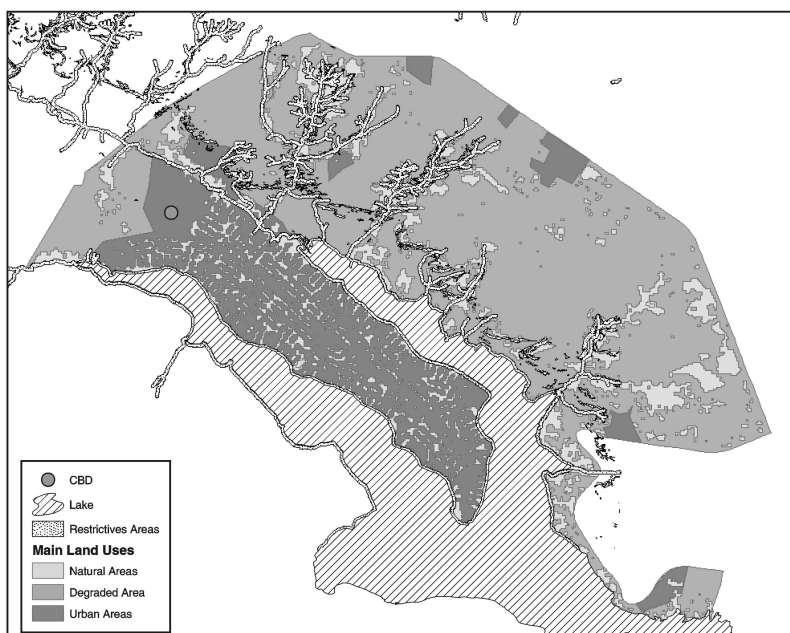 CBD
Lake
Restrictives Areas
Main Land Uses
Natural Areas
Degraded Area
Urban Areas